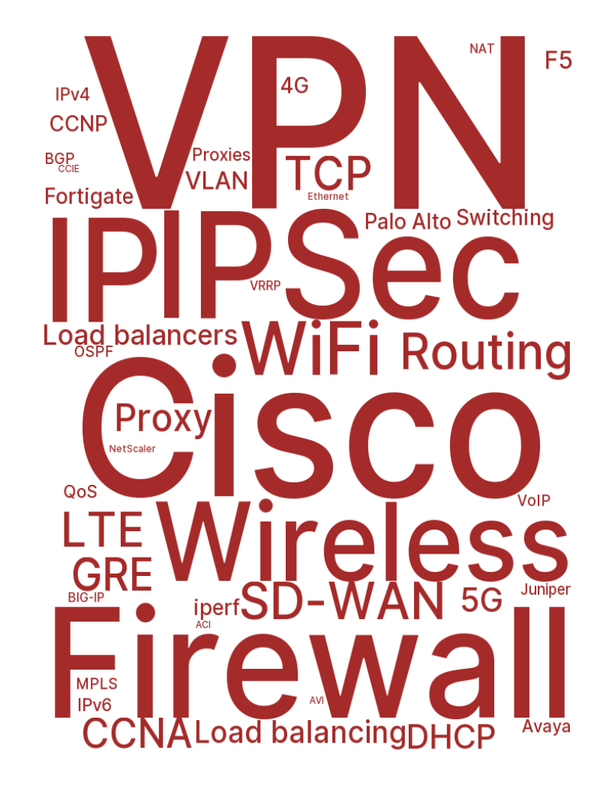 VPN
NAT
F5
4G
IPv4
CCNP
BGP
CCIE
Proxies
TCP
VLAN
Ethernet
Fortigate
Palo Alto
Switching
IP
IPSec
VRRP
Load balancers
WiFi
Routing
OSPF
Cisco
Proxy
NetScaler
QoS
VoIP
LTE
Wireless
GRE
BIG-IP
iperf
SD-WAN
5G
Juniper
ACI
Firewall
MPLS
AVI
IPv6
CCNA
Load balancing
DHCP
Avaya